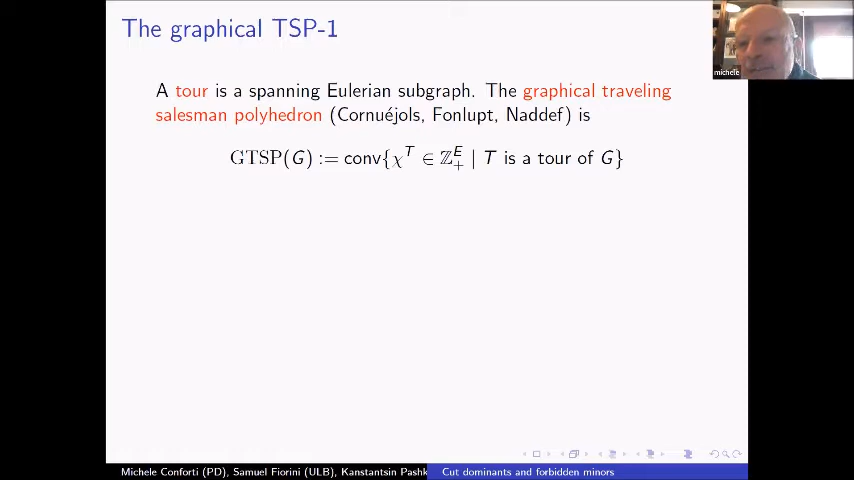 The graphical TSP-1
michele
A tour is a spanning Eulerian subgraph. The graphical traveling
salesman polyhedron (Cornuéjols, Fonlupt, Naddef) is
GTSP(G) := conv{χ^T ∈ ℤ_+^E | T is a tour of G}
Michele Conforti (PD), Samuel Fiorini (ULB), Kanstantsin Pashk
Cut dominants and forbidden minors